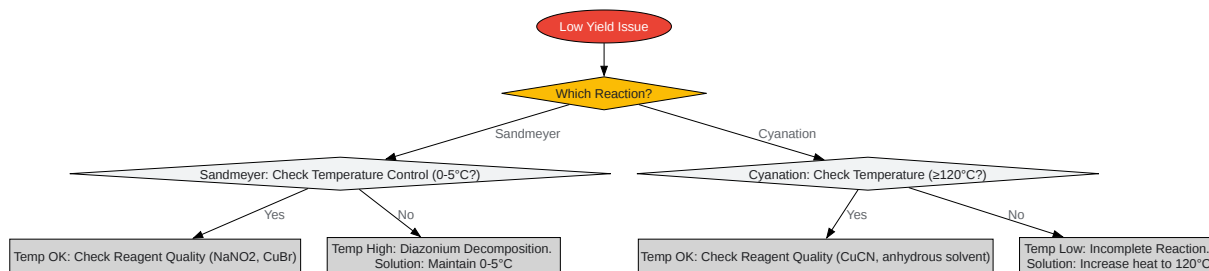 Low Yield Issue
Which Reaction?
Sandmeyer
Cyanation
Sandmeyer: Check Temperature Control (0-5°C?)
Cyanation: Check Temperature (≥120°C?)
Yes
No
Yes
No
Temp OK: Check Reagent Quality (NaNO2, CuBr)
Temp High: Diazonium Decomposition.
Solution: Maintain 0-5°C
Temp OK: Check Reagent Quality (CuCN, anhydrous solvent)
Temp Low: Incomplete Reaction.
Solution: Increase heat to 120°C